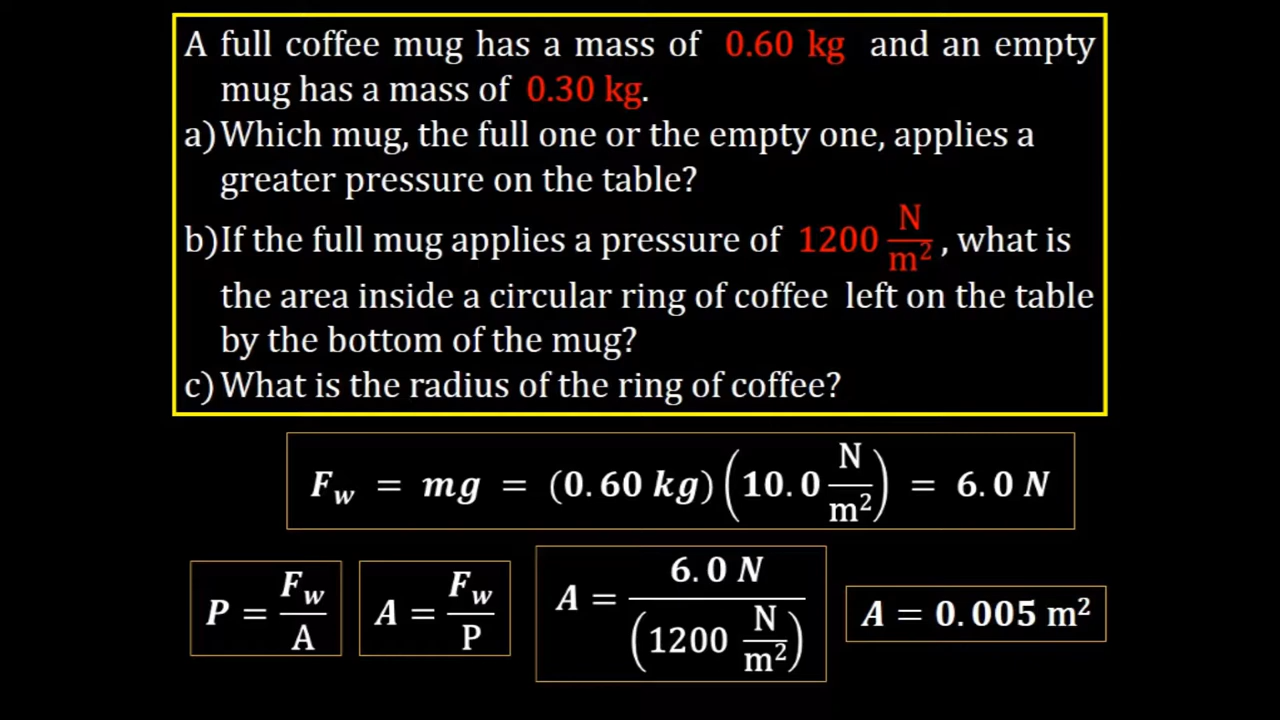 A full coffee mug has a mass of 0.60 kg and an empty
mug has a mass of 0.30 kg.
a) Which mug, the full one or the empty one, applies a
greater pressure on the table?
b) If the full mug applies a pressure of 1200 N/m², what is
the area inside a circular ring of coffee left on the table
by the bottom of the mug?
c) What is the radius of the ring of coffee?
F_w = mg = (0.60 kg)(10.0 N/m²) = 6.0 N
P = F_w/A
A = F_w/P
A = 6.0 N/(1200 N/m²)
A = 0.005 m²